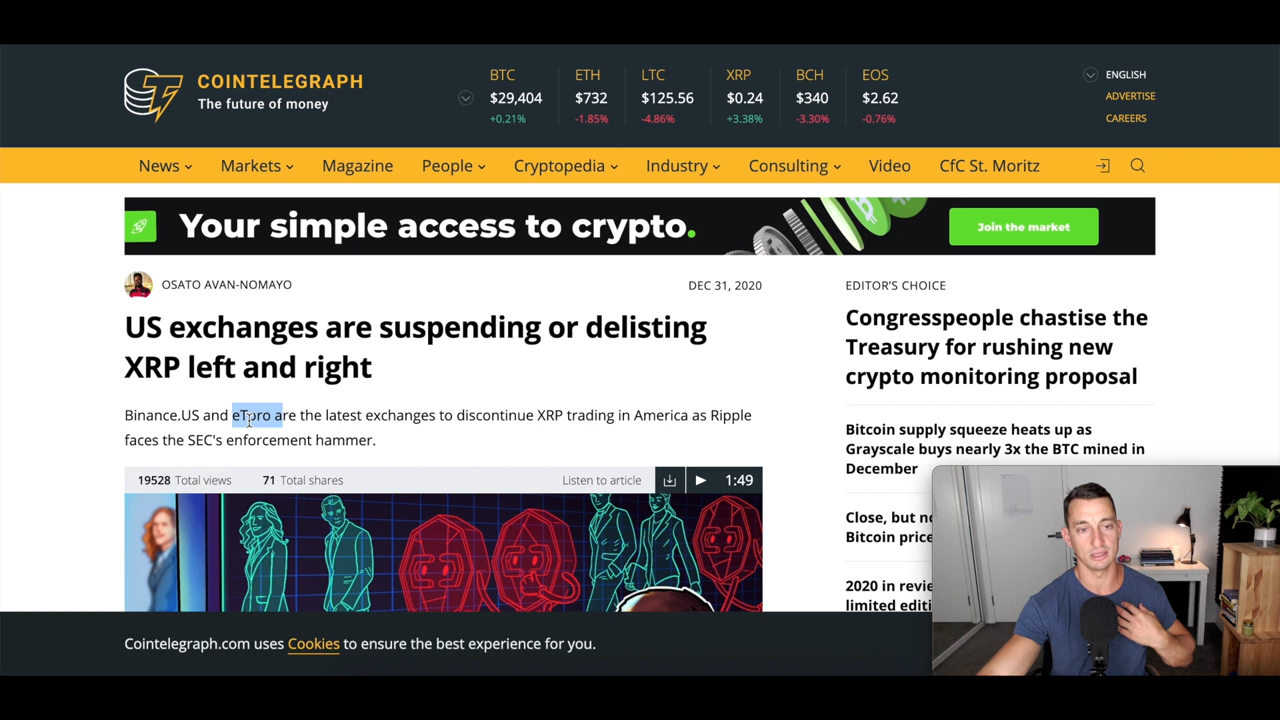 COINTELEGRAPH
The future of money
BTC
$29,404
+0.21%
ETH
$732
-1.85%
LTC
$125.56
-4.86%
XRP
$0.24
+3.38%
BCH
$340
-3.30%
EOS
$2.62
-0.76%
ENGLISH
ADVERTISE
CAREERS
News Markets Magazine People Cryptopedia Industry Consulting Video CfC St. Moritz
Your simple access to crypto.
Join the market
OSATO AVAN-NOMAYO
DEC 31, 2020
US exchanges are suspending or delisting
XRP left and right
Binance.US and eToro are the latest exchanges to discontinue XRP trading in America as Ripple
faces the SEC's enforcement hammer.
19528 Total views 71 Total shares
Listen to article 1:49
EDITOR'S CHOICE
Congresspeople chastise the
Treasury for rushing new
crypto monitoring proposal
Bitcoin supply squeeze heats up as
Grayscale buys nearly 3x the BTC mined in
December
Close, but
Bitcoin price
2020 in
limited
Cointelegraph.com uses Cookies to ensure the best experience for you.